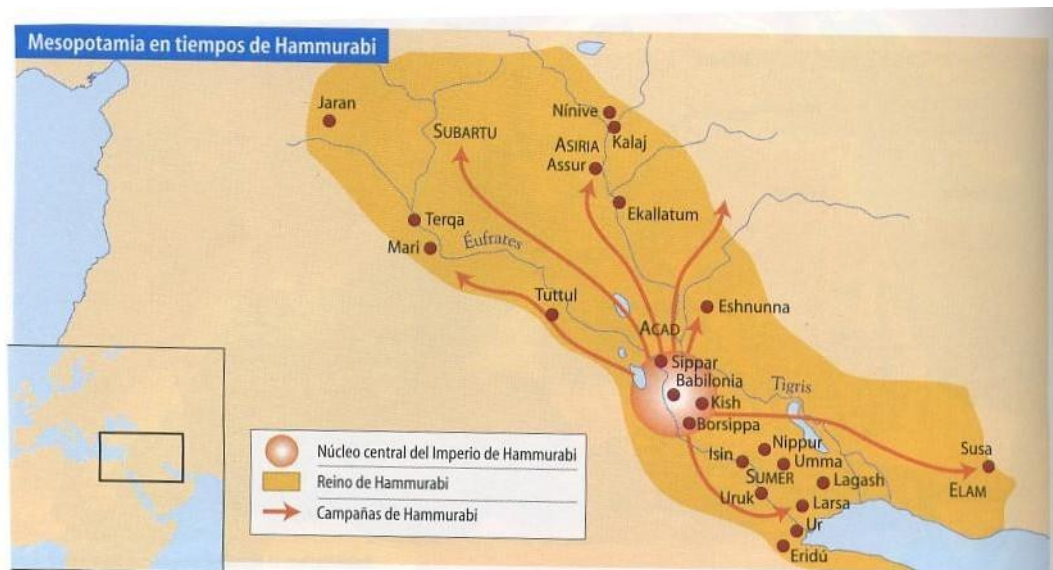 Mesopotamia en tiempos de Hammurabi
Jaran
SUBARTU
Nínive
Kalaj
ASIRIA
Assur
Ekallatum
Terqa
Mari
Éufrates
Tuttul
Eshnunna
ACAD
Sippar
Babilonia
Tigris
Kish
Borsippa
Nippur
Isin
Umma
SUMER
Lagash
Uruk
Larsa
Ur
Eridú
Susa
ELAM
Núcleo central del Imperio de Hammurabi
Reino de Hammurabi
Campañas de Hammurabi